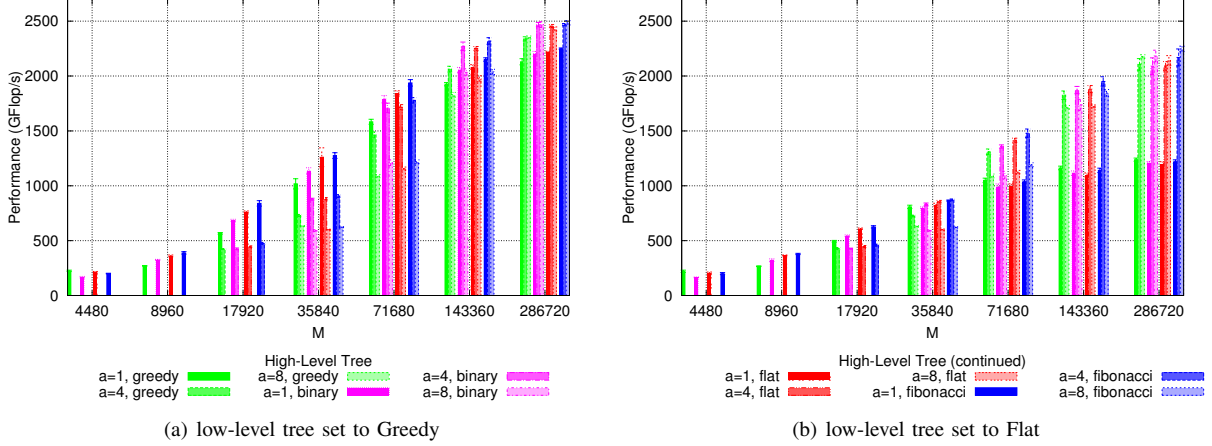 2500
2000
1500
1000
500
0
Performance (GFlop/s)
4480 8960 17920 35840 71680 143360 286720
M
High-Level Tree
a=1, greedy a=8, greedy a=4, binary
a=4, greedy a=1, binary a=8, binary
(a) low-level tree set to Greedy
2500
2000
1500
1000
500
0
Performance (GFlop/s)
4480 8960 17920 35840 71680 143360 286720
M
High-Level Tree (continued)
a=1, flat a=8, flat a=4, fibonacci
a=4, flat a=1, fibonacci a=8, fibonacci
(b) low-level tree set to Flat